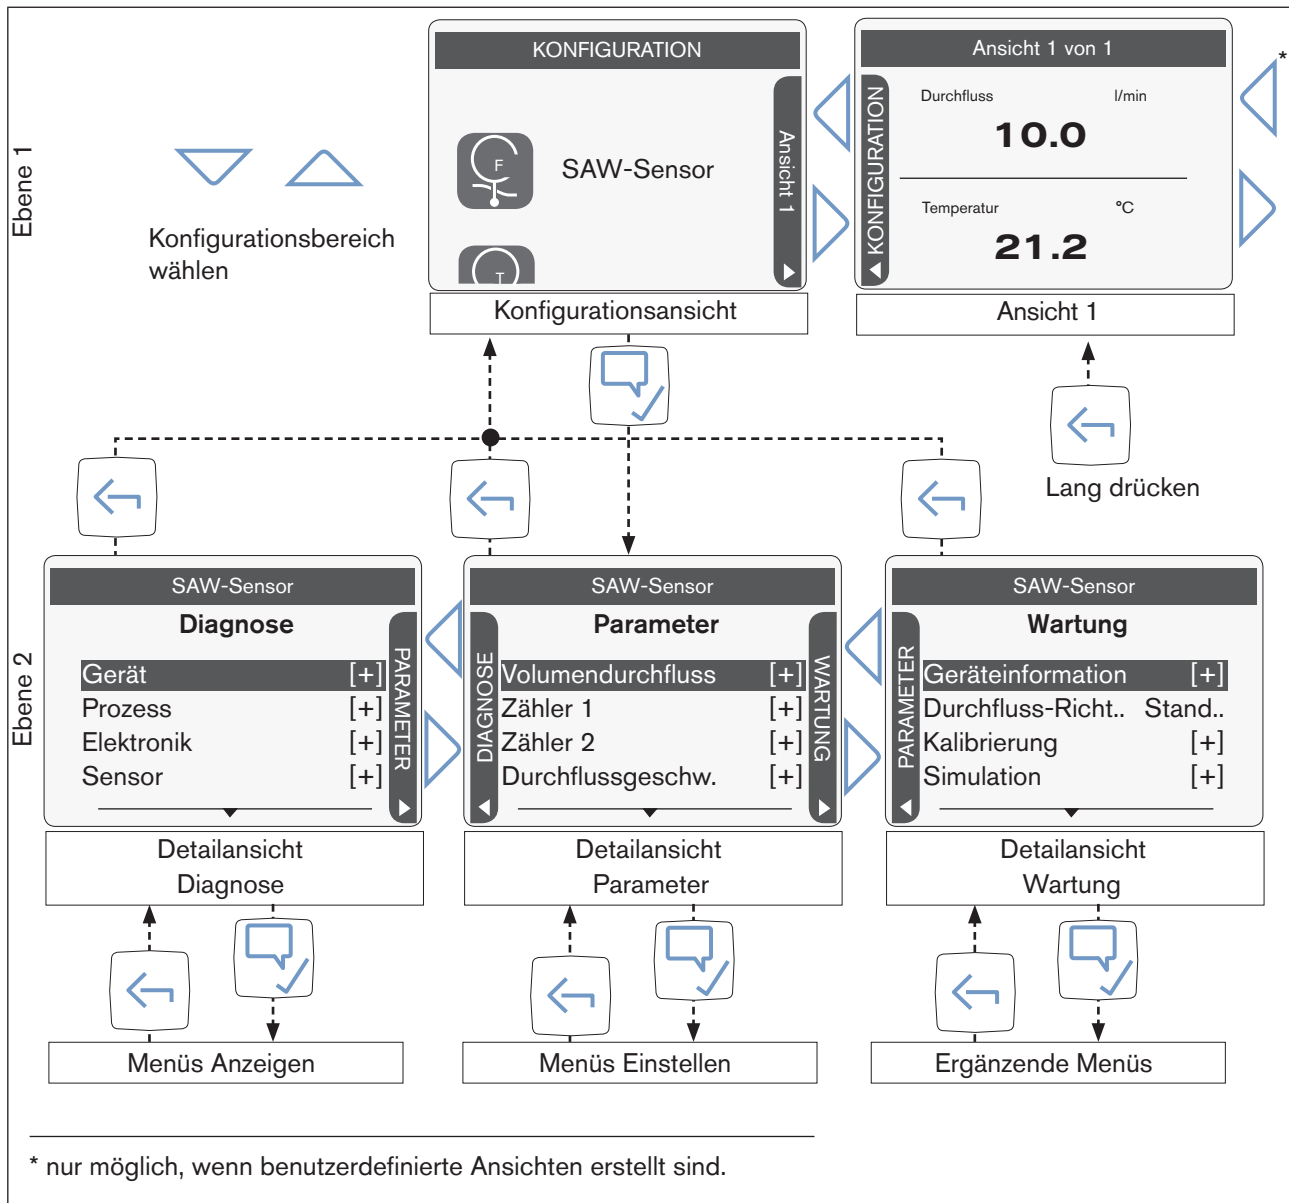 Ebene 1
Konfigurationsbereich
wählen
KONFIGURATION
F
SAW-Sensor
T
Ansicht 1
Konfigurationsansicht
Ansicht 1 von 1
KONFIGURATION
Durchfluss l/min
10.0
Temperatur °C
21.2
Ansicht 1
*
Lang drücken
Ebene 2
SAW-Sensor
Diagnose
Gerät [+]
Prozess [+]
Elektronik [+]
Sensor [+]
PARAMETER
Detailansicht
Diagnose
Menüs Anzeigen
SAW-Sensor
Parameter
DIAGNOSE
Volumendurchfluss [+]
Zähler 1 [+]
Zähler 2 [+]
Durchflussgeschw. [+]
WARTUNG
Detailansicht
Parameter
Menüs Einstellen
SAW-Sensor
Wartung
PARAMETER
Geräteinformation [+]
Durchfluss-Richt.. Stand..
Kalibrierung [+]
Simulation [+]
Detailansicht
Wartung
Ergänzende Menüs
* nur möglich, wenn benutzerdefinierte Ansichten erstellt sind.